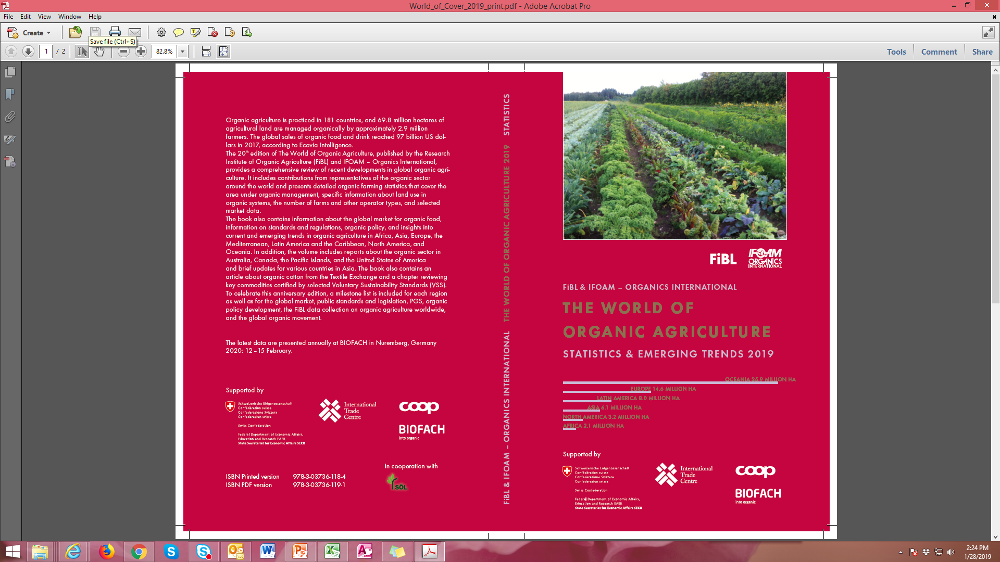 World_of_Cover_2019_print.pdf - Adobe Acrobat Pro
File Edit View Window Help
Create
Save file (Ctrl+S)
1 / 2 82.8% Tools Comment Share
Organic agriculture is practiced in 181 countries, and 69.8 million hectares of
agricultural land are managed organically by approximately 2.9 million
farmers. The global sales of organic food and drink reached 97 billion US dol-
lars in 2017, according to Ecovia Intelligence.
The 20th edition of The World of Organic Agriculture, published by the Research
Institute of Organic Agriculture (FiBL) and IFOAM – Organics International,
provides a comprehensive review of recent developments in global organic agri-
culture. It includes contributions from representatives of the organic sector
around the world and presents detailed organic farming statistics that cover the
area under organic management, specific information about land use in
organic systems, the number of farms and other operator types, and selected
market data.
The book also contains information about the global market for organic food,
information on standards and regulations, organic policy, and insights into
current and emerging trends in organic agriculture in Africa, Asia, Europe, the
Mediterranean, Latin America and the Caribbean, North America, and
Oceania. In addition, the volume includes reports about the organic sector in
Australia, Canada, the Pacific Islands, and the United States of America
and brief updates for various countries in Asia. The book also contains an
article about organic cotton from the Textile Exchange and a chapter reviewing
key commodities certified by selected Voluntary Sustainability Standards (VSS).
To celebrate this anniversary edition, a milestone list is included for each region
as well as for the global market, public standards and legislation, PGS, organic
policy development, the FiBL data collection on organic agriculture worldwide,
and the global organic movement.
The latest data are presented annually at BIOFACH in Nuremberg, Germany
2020: 12 – 15 February.
Supported by
Schweizerische Eidgenossenschaft
Confédération suisse
Confederazione Svizzera
Confederaziun svizra
Swiss Confederation
Federal Department of Economic Affairs,
Education and Research EAER
State Secretariat for Economic Affairs SECO
International
Trade
Centre
coop
BIOFACH
into organic
In cooperation with
SÖL
ISBN Printed version 978-3-03736-118-4
ISBN PDF version 978-3-03736-119-1
FiBL & IFOAM – ORGANICS INTERNATIONAL THE WORLD OF ORGANIC AGRICULTURE 2019 STATISTICS
FiBL
IFOAM
ORGANICS
INTERNATIONAL
FiBL & IFOAM – ORGANICS INTERNATIONAL
THE WORLD OF
ORGANIC AGRICULTURE
STATISTICS & EMERGING TRENDS 2019
OCEANIA 35.9 MILLION HA
EUROPE 14.6 MILLION HA
LATIN AMERICA 8.0 MILLION HA
ASIA 6.1 MILLION HA
NORTH AMERICA 3.2 MILLION HA
AFRICA 2.1 MILLION HA
Supported by
Schweizerische Eidgenossenschaft
Confédération suisse
Confederazione Svizzera
Confederaziun svizra
Swiss Confederation
Federal Department of Economic Affairs,
Education and Research EAER
State Secretariat for Economic Affairs SECO
International
Trade
Centre
coop
BIOFACH
into organic
2:24 PM
1/28/2019